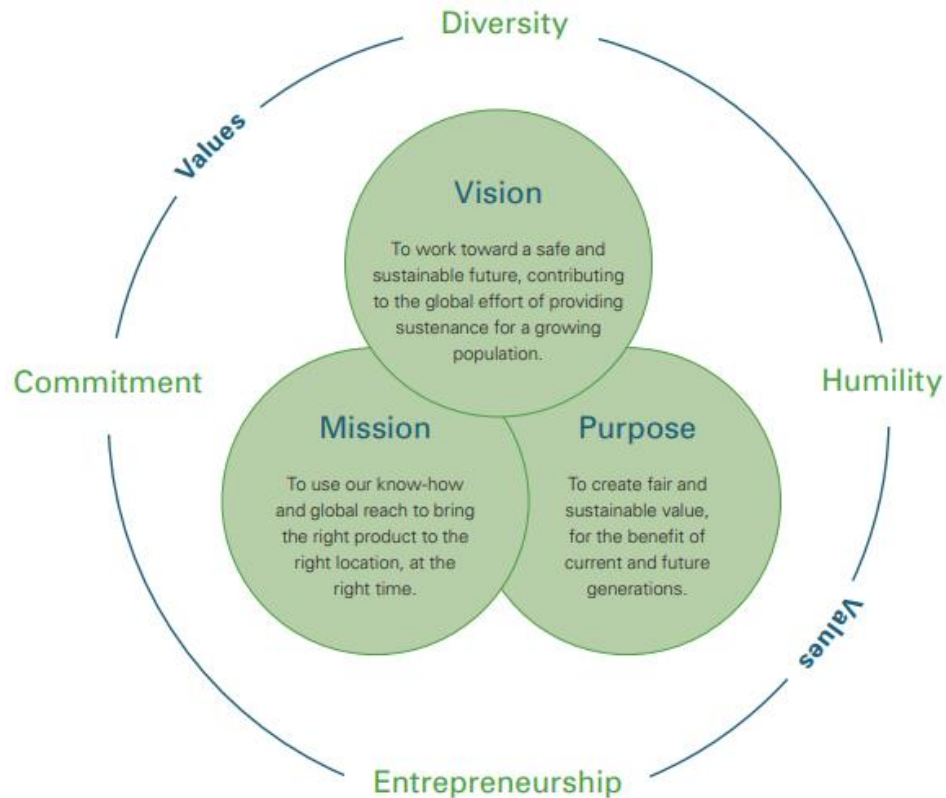 Diversity
Values
Vision
To work toward a safe and
sustainable future, contributing
to the global effort of providing
sustenance for a growing
population.
Commitment
Humility
Mission
To use our know-how
and global reach to bring
the right product to the
right location, at the
right time.
Purpose
To create fair and
sustainable value,
for the benefit of
current and future
generations.
Values
Entrepreneurship